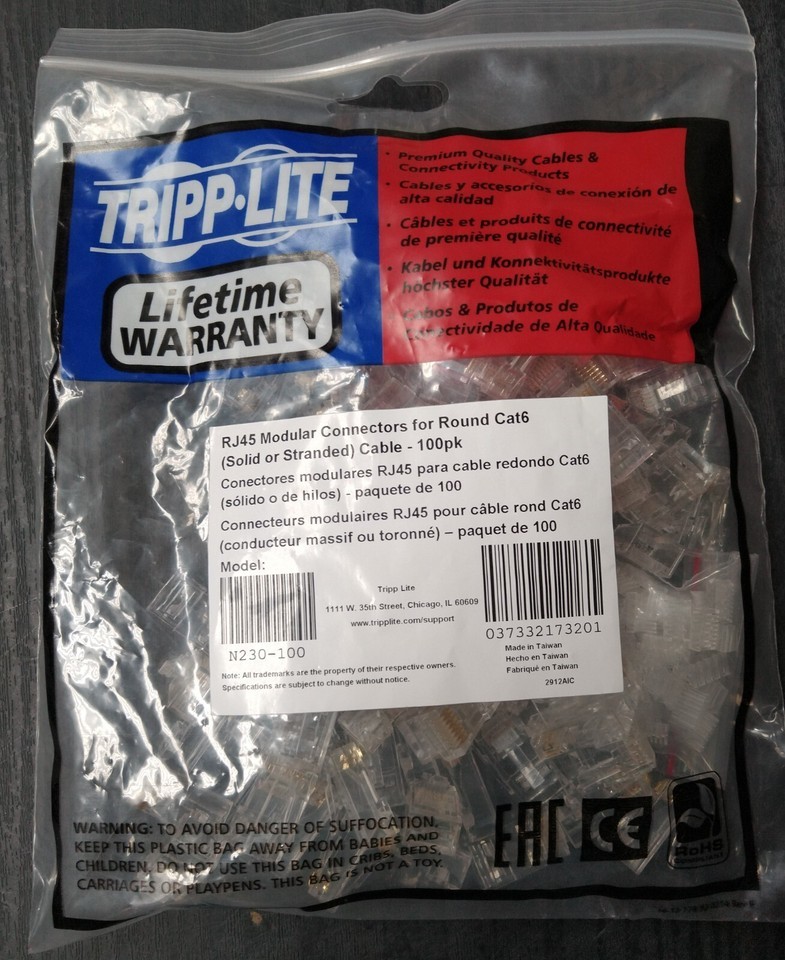 TRIPP·LITE
Lifetime
WARRANTY
· Premium Quality Cables &
Connectivity Products
· Cables y accesorios de conexión de
alta calidad
· Câbles et produits de connectivité
de première qualité
· Kabel und Konnektivitätsprodukte
höchster Qualität
Cabos & Produtos de
Conectividade de Alta Qualidade
RJ45 Modular Connectors for Round Cat6
(Solid or Stranded) Cable - 100pk
Conectores modulares RJ45 para cable redondo Cat6
(sólido o de hilos) - paquete de 100
Connecteurs modulaires RJ45 pour câble rond Cat6
(conducteur massif ou toronné) – paquet de 100
Model:
N230-100
Tripp Lite
1111 W. 35th Street, Chicago, IL 60609
www.tripplite.com/support
037332173201
Made in Taiwan
Hecho en Taiwan
Fabriqué en Taiwan
2912AIC
Note: All trademarks are the property of their respective owners.
Specifications are subject to change without notice.
WARNING: TO AVOID DANGER OF SUFFOCATION,
KEEP THIS PLASTIC BAG AWAY FROM BABIES AND
CHILDREN. DO NOT USE THIS BAG IN CRIBS, BEDS,
CARRIAGES OR PLAYPENS. THIS BAG IS NOT A TOY.
EAC
CE
RoHS